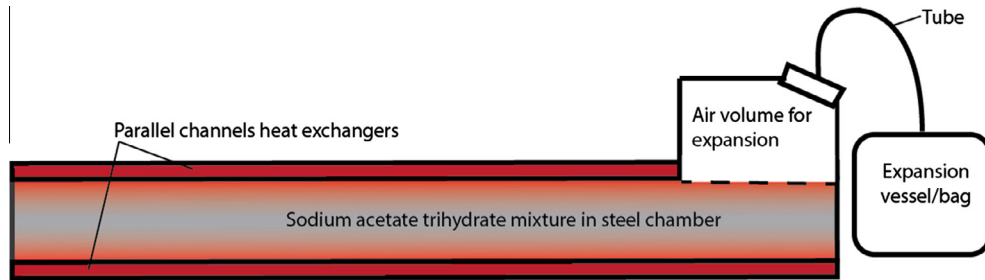 Tube
Parallel channels heat exchangers
Air volume for
expansion
Expansion
vessel/bag
Sodium acetate trihydrate mixture in steel chamber